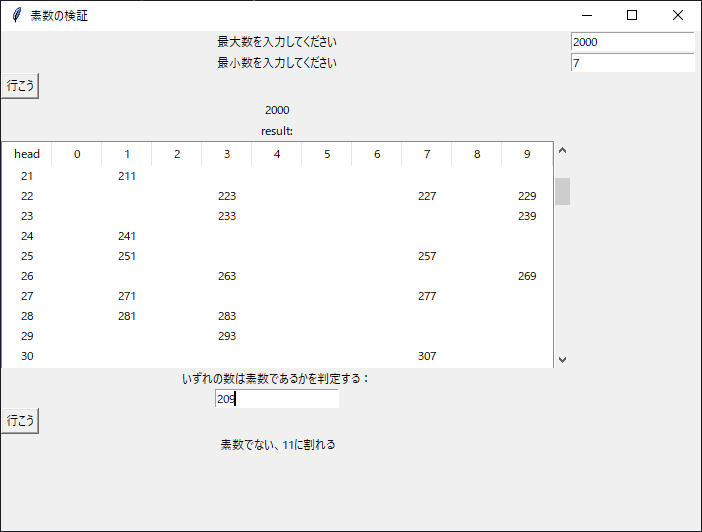 素数の検証
最大数を入力してください 2000
最小数を入力してください 7
行こう
2000
result:
head 0 1 2 3 4 5 6 7 8 9
21 211
22 223 227 229
23 233 239
24 241
25 251 257
26 263 269
27 271 277
28 281 283
29 293
30 307
いずれの数は素数であるかを判定する：
209
行こう
素数でない、11に割れる